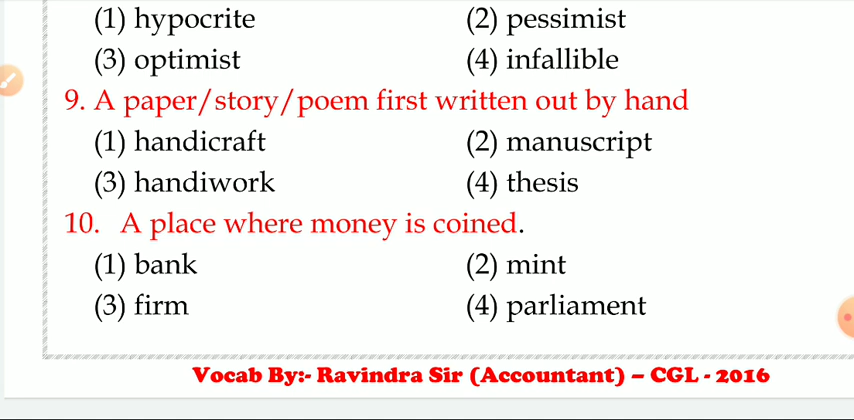 (1) hypocrite (2) pessimist
(3) optimist (4) infallible
9. A paper/story/poem first written out by hand
(1) handicraft (2) manuscript
(3) handiwork (4) thesis
10. A place where money is coined.
(1) bank (2) mint
(3) firm (4) parliament
Vocab By:- Ravindra Sir (Accountant) – CGL - 2016